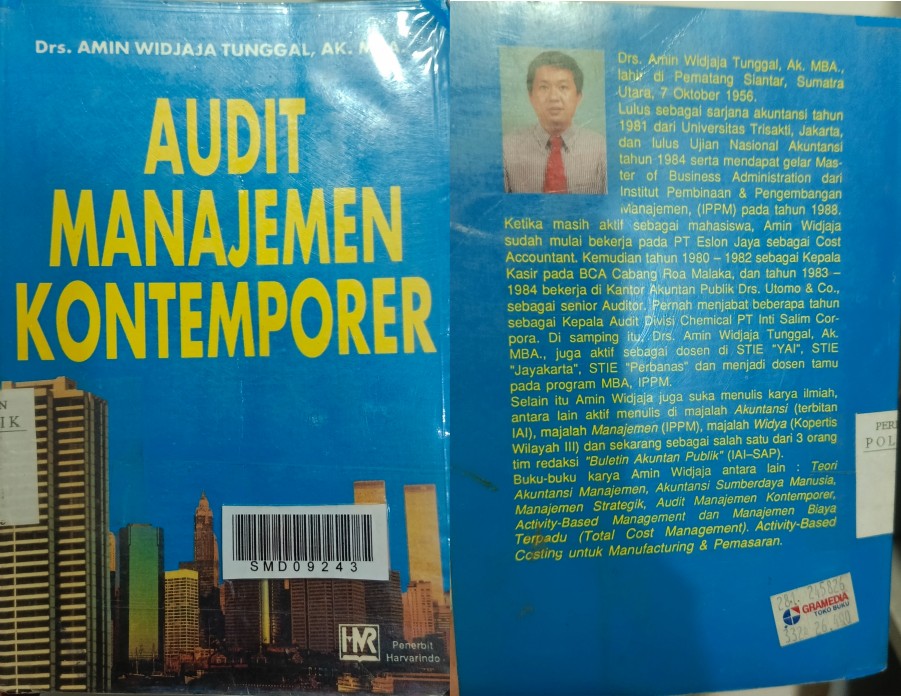 Drs. AMIN WIDJAJA TUNGGAL, AK. MBA.
AUDIT
MANAJEMEN
KONTEMPORER
N
IK
SMD09243
HVR
Penerbit
Harvarindo
Drs. Amin Widjaja Tunggal, Ak. MBA.,
lahir di Pematang Siantar, Sumatra
Utara, 7 Oktober 1956.
Lulus sebagai sarjana akuntansi tahun
1981 dari Universitas Trisakti, Jakarta,
dan lulus Ujian Nasional Akuntansi
tahun 1984 serta mendapat gelar Mas-
ter of Business Administration dari
Institut Pembinaan & Pengembangan
Manajemen, (IPPM) pada tahun 1988.
Ketika masih aktif sebagai mahasiswa, Amin Widjaja
sudah mulai bekerja pada PT Eslon Jaya sebagai Cost
Accountant. Kemudian tahun 1980 – 1982 sebagai Kepala
Kasir pada BCA Cabang Roa Malaka, dan tahun 1983 –
1984 bekerja di Kantor Akuntan Publik Drs. Utomo & Co.,
sebagai senior Auditor. Pernah menjabat beberapa tahun
sebagai Kepala Audit Divisi Chemical PT Inti Salim Cor-
pora. Di samping itu, Drs. Amin Widjaja Tunggal, Ak.
MBA., juga aktif sebagai dosen di STIE "YAI", STIE
"Jayakarta", STIE "Perbanas" dan menjadi dosen tamu
pada program MBA, IPPM.
Selain itu Amin Widjaja juga suka menulis karya ilmiah,
antara lain aktif menulis di majalah Akuntansi (terbitan
IAI), majalah Manajemen (IPPM), majalah Widya (Kopertis
Wilayah III) dan sekarang sebagai salah satu dari 3 orang
tim redaksi "Buletin Akuntan Publik" (IAI–SAP).
Buku-buku karya Amin Widjaja antara lain : Teori
Akuntansi Manajemen, Akuntansi Sumberdaya Manusia,
Manajemen Strategik, Audit Manajemen Kontemporer,
Activity-Based Management dan Manajemen Biaya
Terpadu (Total Cost Management). Activity-Based
Costing untuk Manufacturing & Pemasaran.
PER
POL
245826
GRAMEDIA
TOKO BUKU